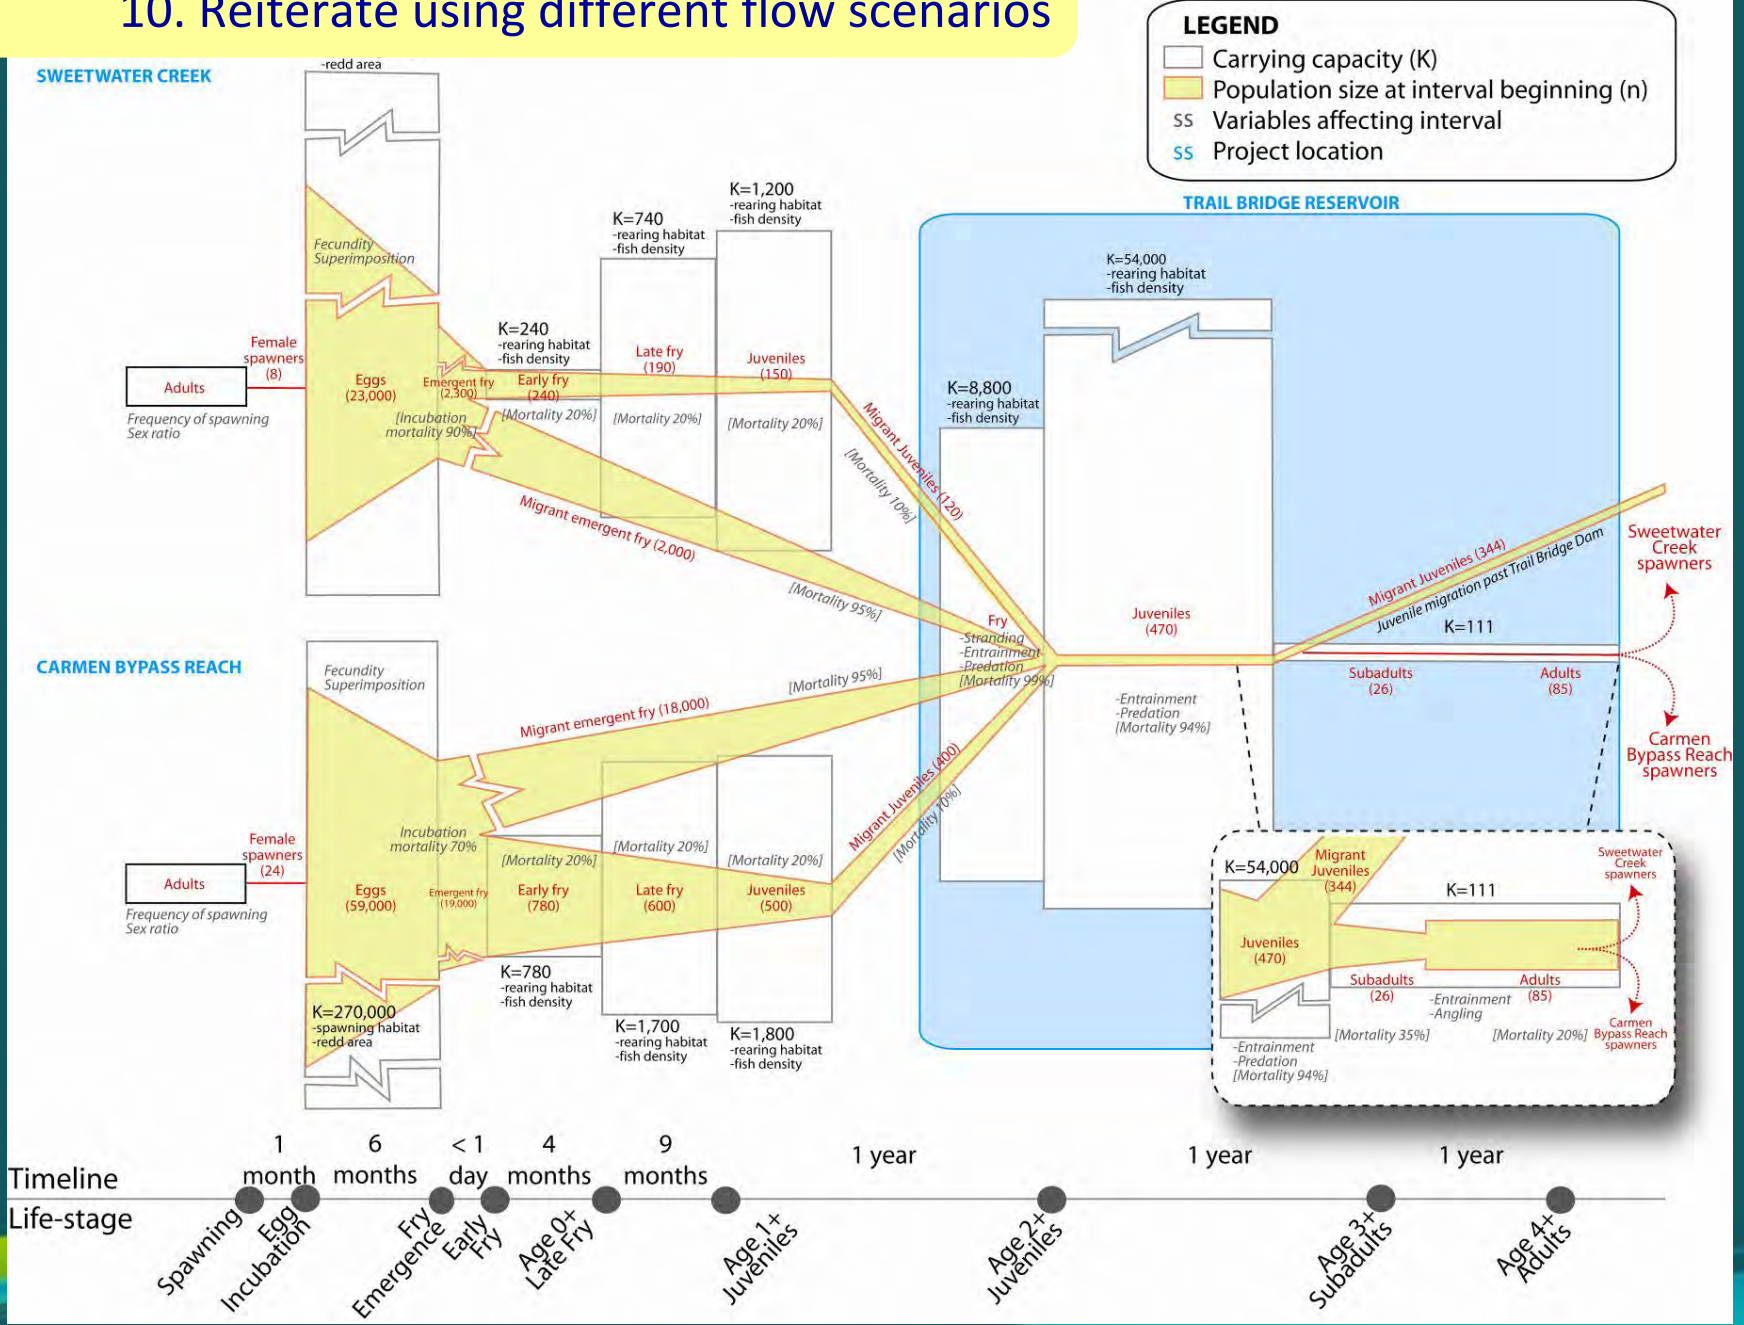 10. Reiterate using different flow scenarios
LEGEND
Carrying capacity (K)
Population size at interval beginning (n)
SS Variables affecting interval
SS Project location
SWEETWATER CREEK
-redd area
Fecundity
Superimposition
Female
spawners
(8)
Adults
Frequency of spawning
Sex ratio
Eggs
(23,000)
[Incubation
mortality 90%]
Emergent fry
(2,300)
K=240
-rearing habitat
-fish density
Early fry
(240)
[Mortality 20%]
K=740
-rearing habitat
-fish density
Late fry
(190)
[Mortality 20%]
K=1,200
-rearing habitat
-fish density
Juveniles
(150)
[Mortality 20%]
Migrant Juveniles (120)
[Mortality 10%]
Migrant emergent fry (2,000)
[Mortality 95%]
TRAIL BRIDGE RESERVOIR
K=8,800
-rearing habitat
-fish density
K=54,000
-rearing habitat
-fish density
Fry
-Stranding
-Entrainment
-Predation
[Mortality 99%]
Juveniles
(470)
-Entrainment
-Predation
[Mortality 94%]
Migrant Juveniles (344)
Juvenile migration past Trail Bridge Dam
K=111
Subadults
(26)
Adults
(85)
Sweetwater
Creek
spawners
Carmen
Bypass Reach
spawners
CARMEN BYPASS REACH
Fecundity
Superimposition
Female
spawners
(24)
Adults
Frequency of spawning
Sex ratio
Eggs
(59,000)
Incubation
mortality 70%
Emergent fry
(19,000)
K=270,000
-spawning habitat
-redd area
Migrant emergent fry (18,000)
[Mortality 95%]
[Mortality 20%]
Early fry
(780)
K=780
-rearing habitat
-fish density
[Mortality 20%]
Late fry
(600)
K=1,700
-rearing habitat
-fish density
[Mortality 20%]
Juveniles
(500)
K=1,800
-rearing habitat
-fish density
Migrant Juveniles (400)
[Mortality 10%]
K=54,000
Migrant
Juveniles
(344)
Juveniles
(470)
-Entrainment
-Predation
[Mortality 94%]
K=111
Subadults
(26)
[Mortality 35%]
-Entrainment
-Angling
Adults
(85)
[Mortality 20%]
Sweetwater
Creek
spawners
Carmen
Bypass Reach
spawners
Timeline
1
month
6
months
< 1
day
4
months
9
months
1 year
1 year
1 year
Life-stage
Spawning
Egg
Incubation
Fry
Emergence
Early
Fry
Age 0+
Late Fry
Age 1+
Juveniles
Age 2+
Juveniles
Age 3+
Subadults
Age 4+
Adults